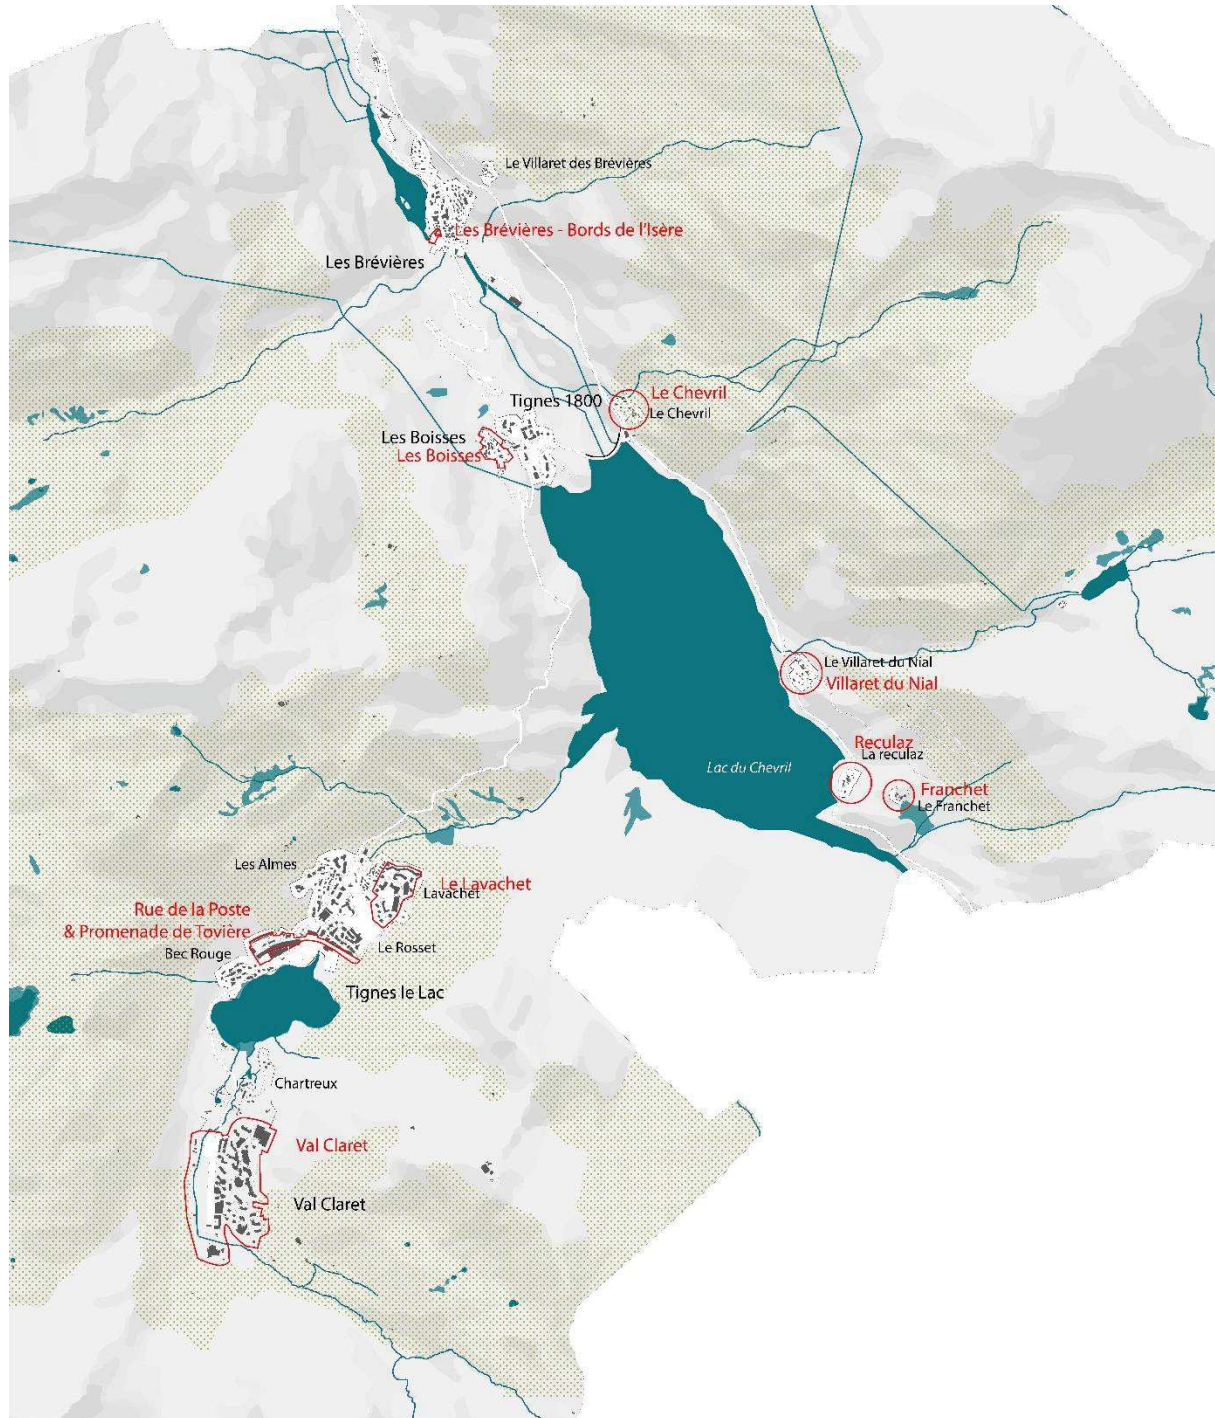 Le Villaret des Brévières
Les Brévières - Bords de l'Isère
Les Brévières
Le Chevril
Tignes 1800
Le Chevril
Les Boisses
Les Boisses
Le Villaret du Nial
Villaret du Nial
Reculaz
La reculaz
Lac du Chevril
Franchet
Le Franchet
Les Almes
Le Lavachet
Lavachet
Rue de la Poste
& Promenade de Tovière
Bec Rouge
Le Rosset
Tignes le Lac
Chartreux
Val Claret
Val Claret